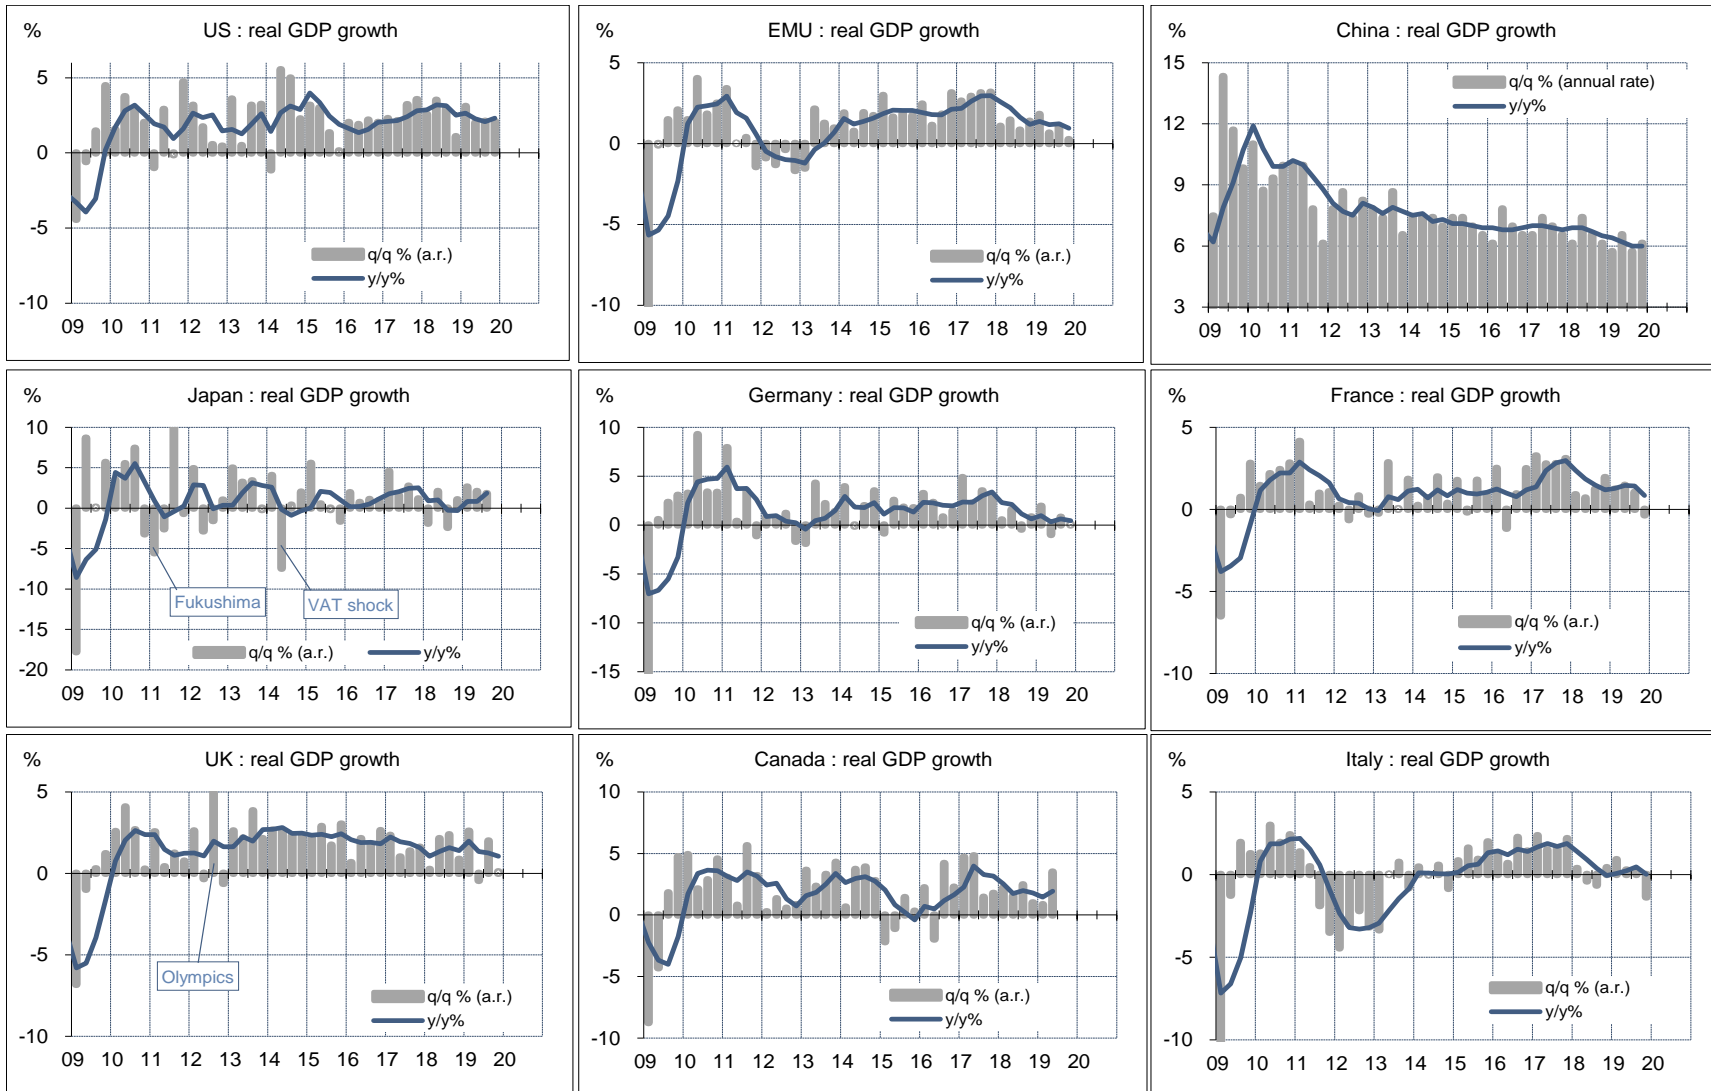 % US : real GDP growth
5
0
-5
-10
q/q % (a.r.)
y/y%
09 10 11 12 13 14 15 16 17 18 19 20
% EMU : real GDP growth
5
0
-5
-10
q/q % (a.r.)
y/y%
09 10 11 12 13 14 15 16 17 18 19 20
% China : real GDP growth
15
12
9
6
3
q/q % (annual rate)
y/y%
09 10 11 12 13 14 15 16 17 18 19 20
% Japan : real GDP growth
10
5
0
-5
-10
-15
-20
Fukushima
VAT shock
q/q % (a.r.) y/y%
09 10 11 12 13 14 15 16 17 18 19 20
% Germany : real GDP growth
10
5
0
-5
-10
-15
q/q % (a.r.)
y/y%
09 10 11 12 13 14 15 16 17 18 19 20
% France : real GDP growth
5
0
-5
-10
q/q % (a.r.)
y/y%
09 10 11 12 13 14 15 16 17 18 19 20
% UK : real GDP growth
5
0
-5
-10
Olympics
q/q % (a.r.)
y/y%
09 10 11 12 13 14 15 16 17 18 19 20
% Canada : real GDP growth
10
5
0
-5
-10
q/q % (a.r.)
y/y%
09 10 11 12 13 14 15 16 17 18 19 20
% Italy : real GDP growth
5
0
-5
-10
q/q % (a.r.)
y/y%
09 10 11 12 13 14 15 16 17 18 19 20